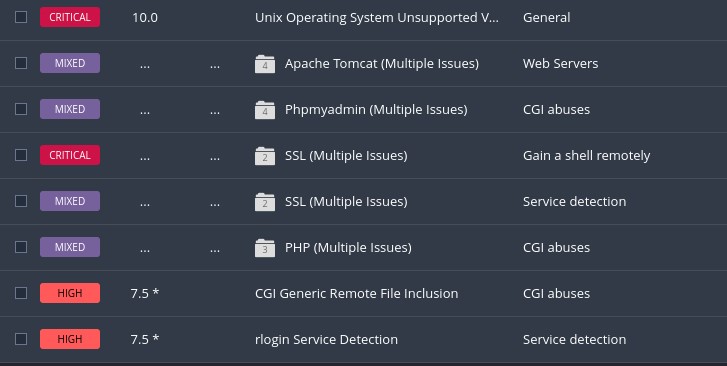 CRITICAL 10.0 Unix Operating System Unsupported V... General
MIXED ... ... 4 Apache Tomcat (Multiple Issues) Web Servers
MIXED ... ... 4 Phpmyadmin (Multiple Issues) CGI abuses
CRITICAL ... ... 2 SSL (Multiple Issues) Gain a shell remotely
MIXED ... ... 2 SSL (Multiple Issues) Service detection
MIXED ... ... 3 PHP (Multiple Issues) CGI abuses
HIGH 7.5 * CGI Generic Remote File Inclusion CGI abuses
HIGH 7.5 * rlogin Service Detection Service detection